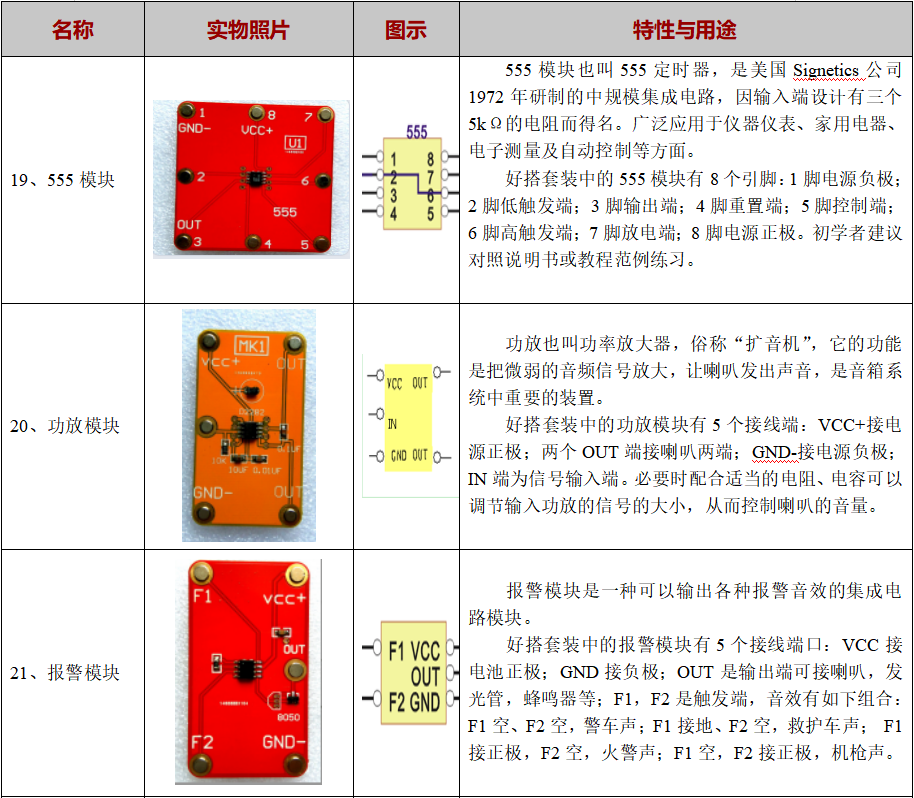 名称 实物照片 图示 特性与用途
19、555 模块
1
8
7
GND-
VCC+
U1
2
6
555
OUT
3
4
5
555
1 8
2 7
3 6
4 5
555 模块也叫 555 定时器，是美国 Signetics 公司
1972 年研制的中规模集成电路，因输入端设计有三个
5kΩ的电阻而得名。广泛应用于仪器仪表、家用电器、
电子测量及自动控制等方面。
好搭套装中的 555 模块有 8 个引脚：1 脚电源负极；
2 脚低触发端；3 脚输出端；4 脚重置端；5 脚控制端；
6 脚高触发端；7 脚放电端；8 脚电源正极。初学者建议
对照说明书或教程范例练习。
20、功放模块
MK1
VCC+ OUT
D2282
0.1UF
10K
10UF 0.01UF
GND- OUT
VCC OUT
IN
GND OUT
功放也叫功率放大器，俗称“扩音机”，它的功能
是把微弱的音频信号放大，让喇叭发出声音，是音箱系
统中重要的装置。
好搭套装中的功放模块有 5 个接线端：VCC+接电
源正极；两个 OUT 端接喇叭两端；GND-接电源负极；
IN 端为信号输入端。必要时配合适当的电阻、电容可以
调节输入功放的信号的大小，从而控制喇叭的音量。
21、报警模块
F1 VCC+
OUT
8050
F2 GND-
F1 VCC
OUT
F2 GND
报警模块是一种可以输出各种报警音效的集成电
路模块。
好搭套装中的报警模块有 5 个接线端口：VCC 接
电池正极；GND 接负极；OUT 是输出端可接喇叭，发
光管，蜂鸣器等；F1，F2 是触发端，音效有如下组合：
F1 空、F2 空，警车声；F1 接地、F2 空，救护车声； F1
接正极，F2 空，火警声；F1 空，F2 接正极，机枪声。